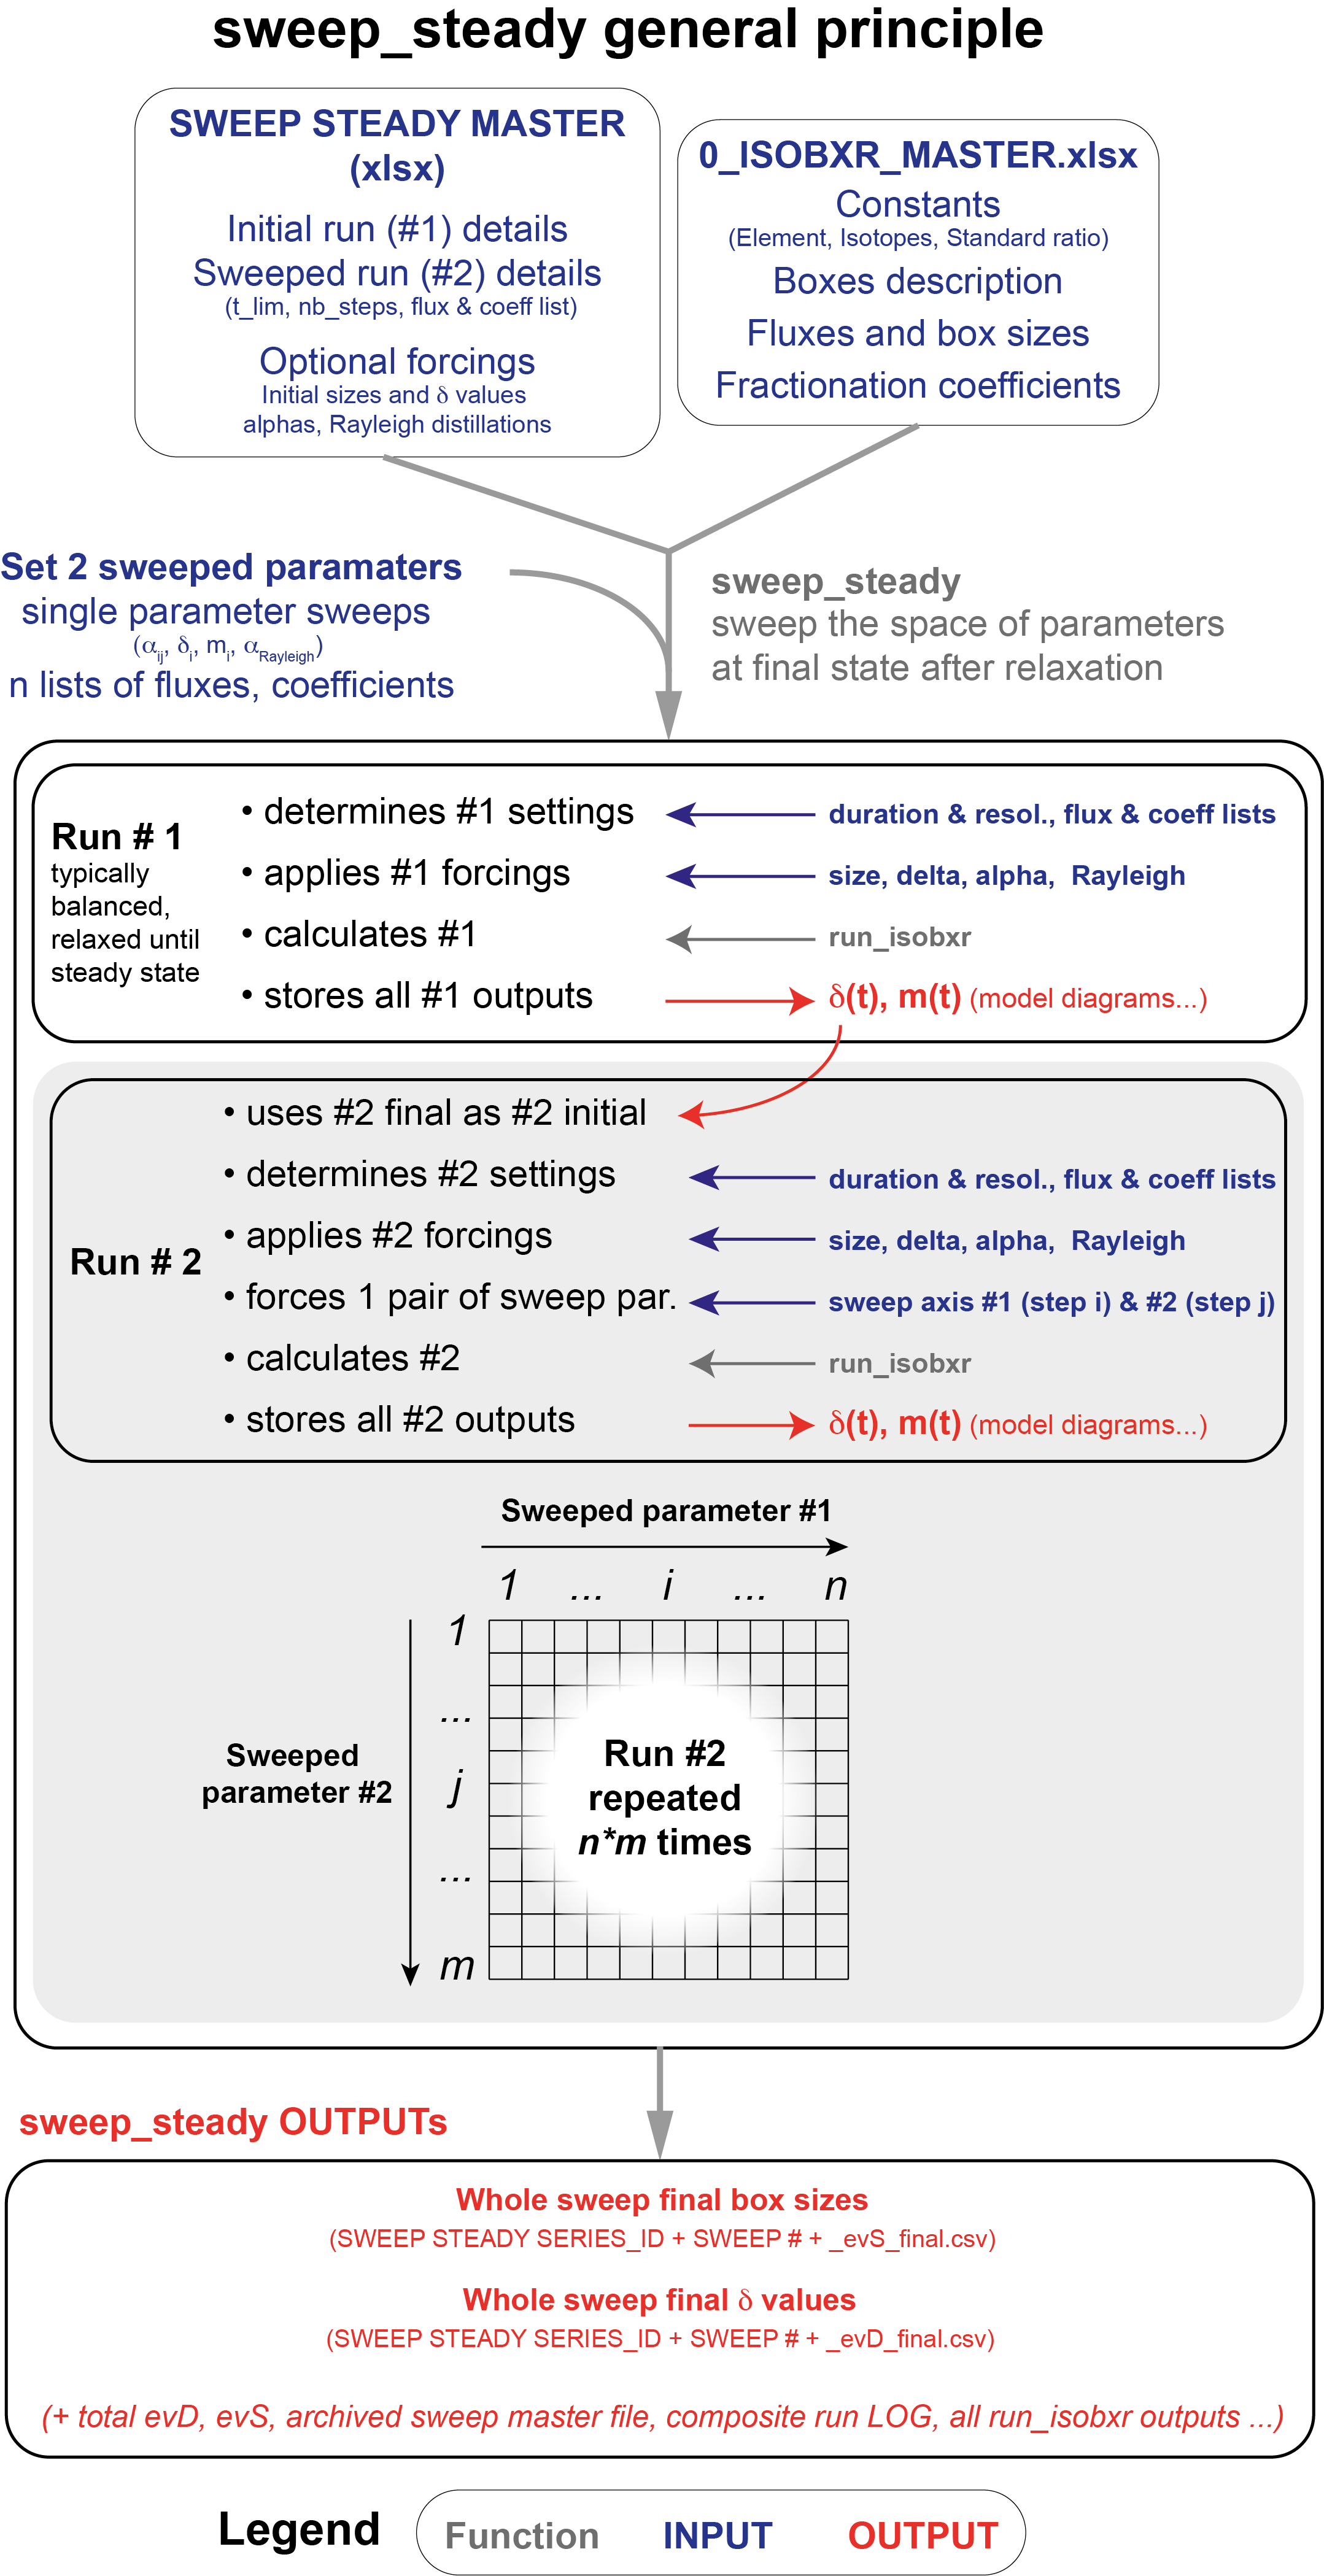 sweep_steady general principle
SWEEP STEADY MASTER
(xlsx)
Initial run (#1) details
Sweeped run (#2) details
(t_lim, nb_steps, flux & coeff list)
Optional forcings
Initial sizes and δ values
alphas, Rayleigh distillations
0_ISOBXR_MASTER.xlsx
Constants
(Element, Isotopes, Standard ratio)
Boxes description
Fluxes and box sizes
Fractionation coefficients
Set 2 sweeped paramaters
single parameter sweeps
(αij, δi, mi, αRayleigh)
n lists of fluxes, coefficients
sweep_steady
sweep the space of parameters
at final state after relaxation
Run # 1
typically
balanced,
relaxed until
steady state
• determines #1 settings
duration & resol., flux & coeff lists
• applies #1 forcings
size, delta, alpha, Rayleigh
• calculates #1
run_isobxr
• stores all #1 outputs
δ(t), m(t) (model diagrams...)
Run # 2
• uses #2 final as #2 initial
• determines #2 settings
duration & resol., flux & coeff lists
• applies #2 forcings
size, delta, alpha, Rayleigh
• forces 1 pair of sweep par.
sweep axis #1 (step i) & #2 (step j)
• calculates #2
run_isobxr
• stores all #2 outputs
δ(t), m(t) (model diagrams...)
Sweeped parameter #1
1 ... i ... n
Sweeped
parameter #2
1
...
j
...
m
Run #2
repeated
n*m times
sweep_steady OUTPUTs
Whole sweep final box sizes
(SWEEP STEADY SERIES_ID + SWEEP # + _evS_final.csv)
Whole sweep final δ values
(SWEEP STEADY SERIES_ID + SWEEP # + _evD_final.csv)
(+ total evD, evS, archived sweep master file, composite run LOG, all run_isobxr outputs ...)
Legend
Function INPUT OUTPUT